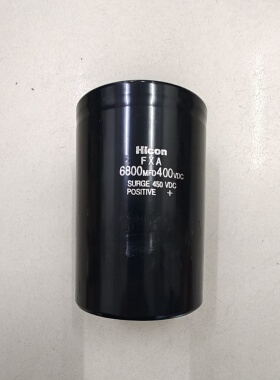 Hicon
FXA
6800MFD400VDC
SURGE 450 VDC
POSITIVE +